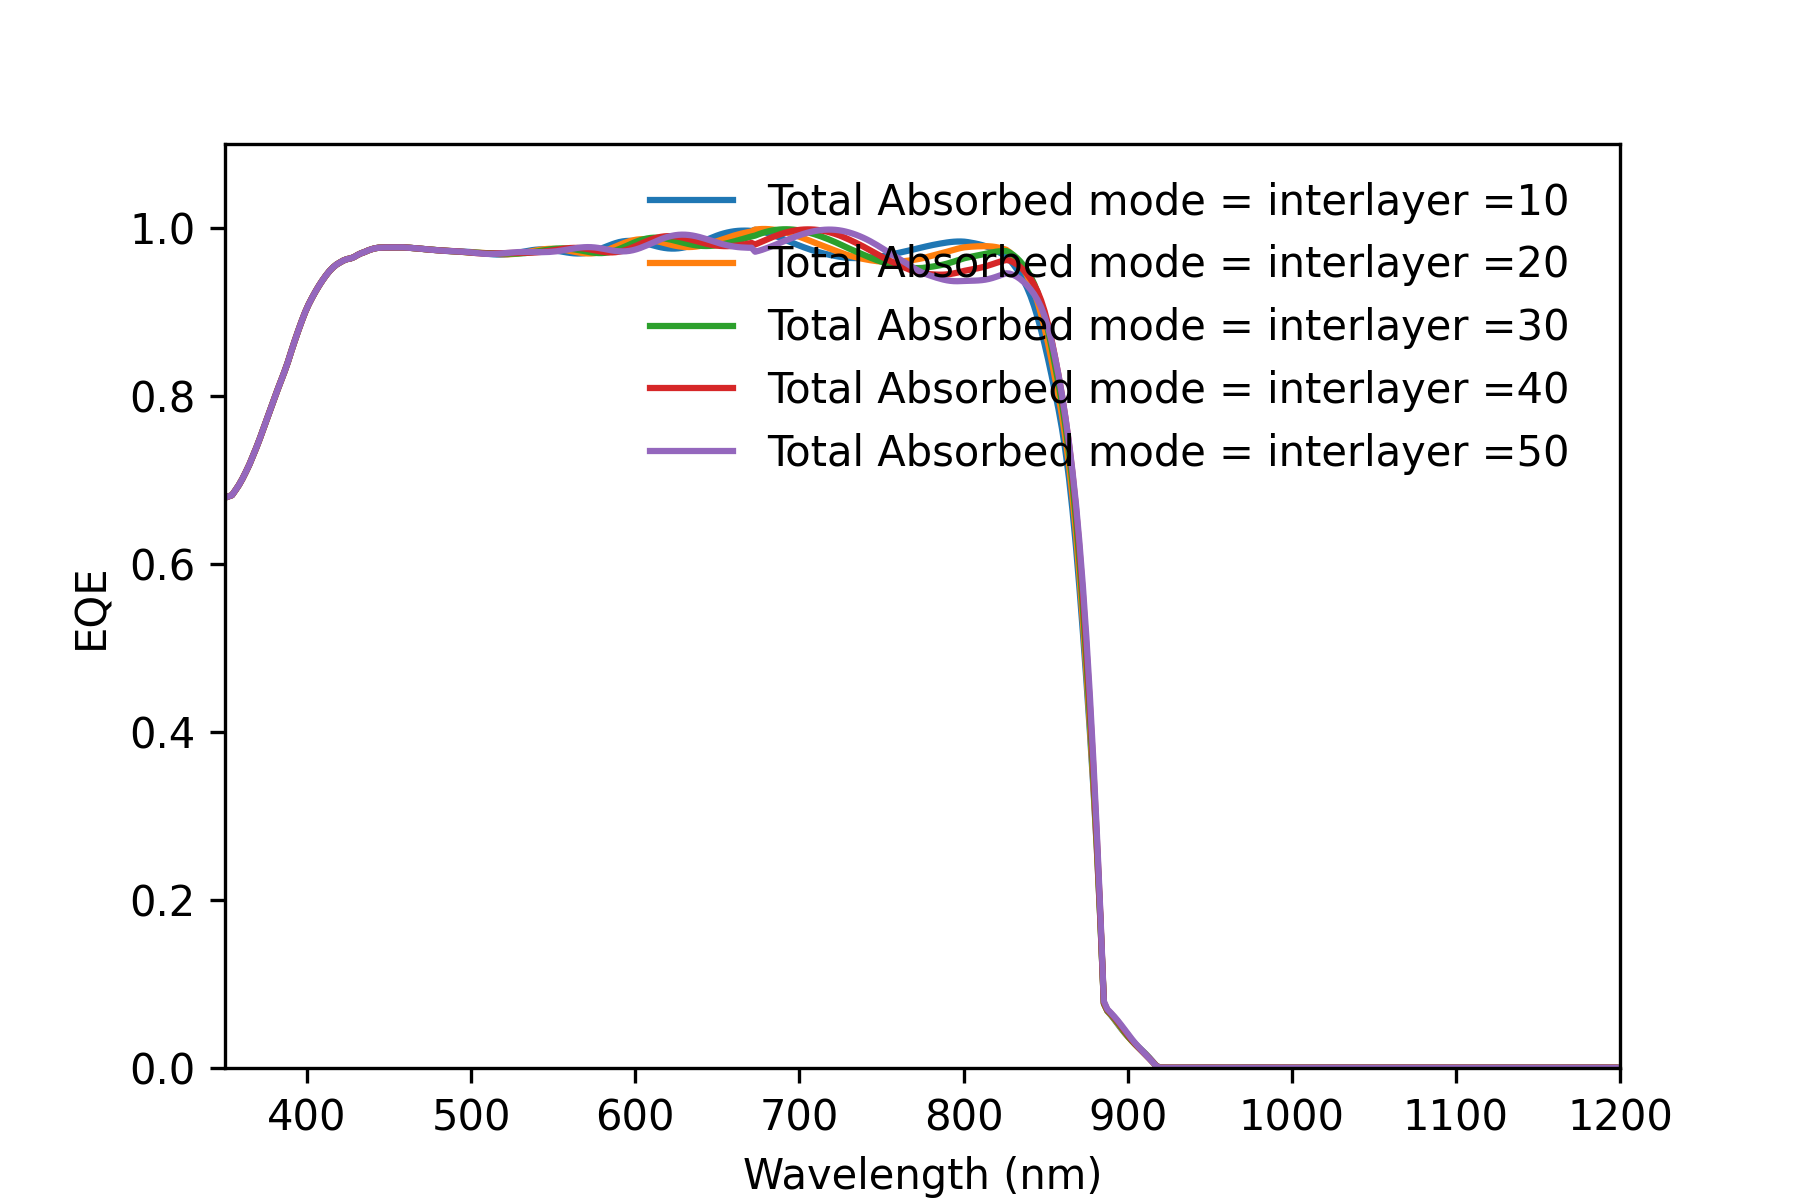 Total Absorbed mode = interlayer =10
Total Absorbed mode = interlayer =20
Total Absorbed mode = interlayer =30
Total Absorbed mode = interlayer =40
Total Absorbed mode = interlayer =50
1.0
0.8
0.6
0.4
0.2
0.0
EQE
400 500 600 700 800 900 1000 1100 1200
Wavelength (nm)